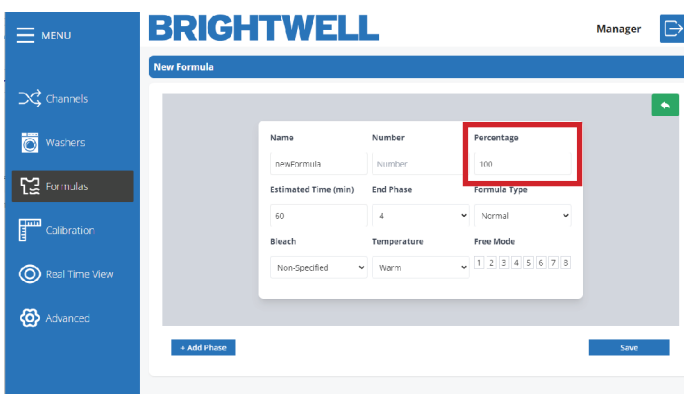 MENU
BRIGHTWELL
Manager
New Formula
Channels
Washers
Formulas
Calibration
Real Time View
Advanced
Name Number Percentage
newFormula Number 100
Estimated Time (min) End Phase Formula Type
60 4 Normal
Bleach Temperature Free Mode
Non-Specified Warm 1 2 3 4 5 6 7 8
+ Add Phase Save